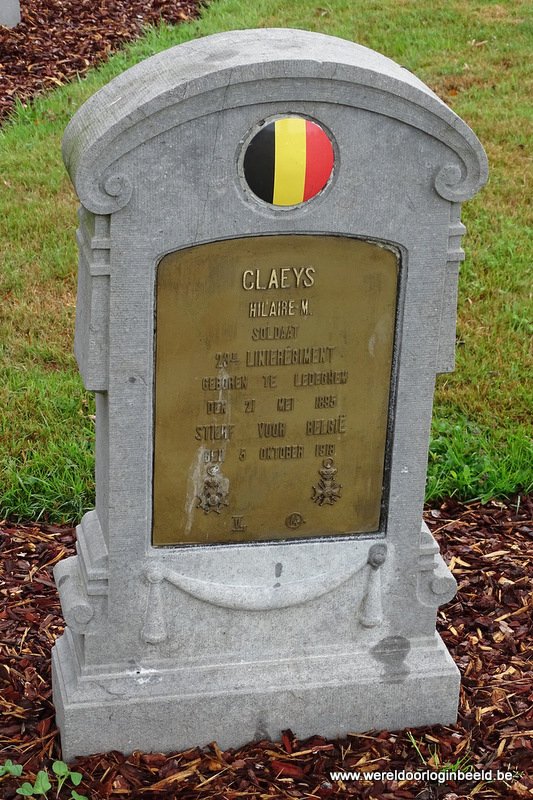 CLAEYS
HILAIRE M.
SOLDAAT
23STE LINIEREGIMENT
GEBOREN TE LEDEGHEM
DEN 21 MEI 1895
STIERF VOOR BELGIË
DEN 5 OKTOBER 1918
www.wereldoorloginbeeld.be